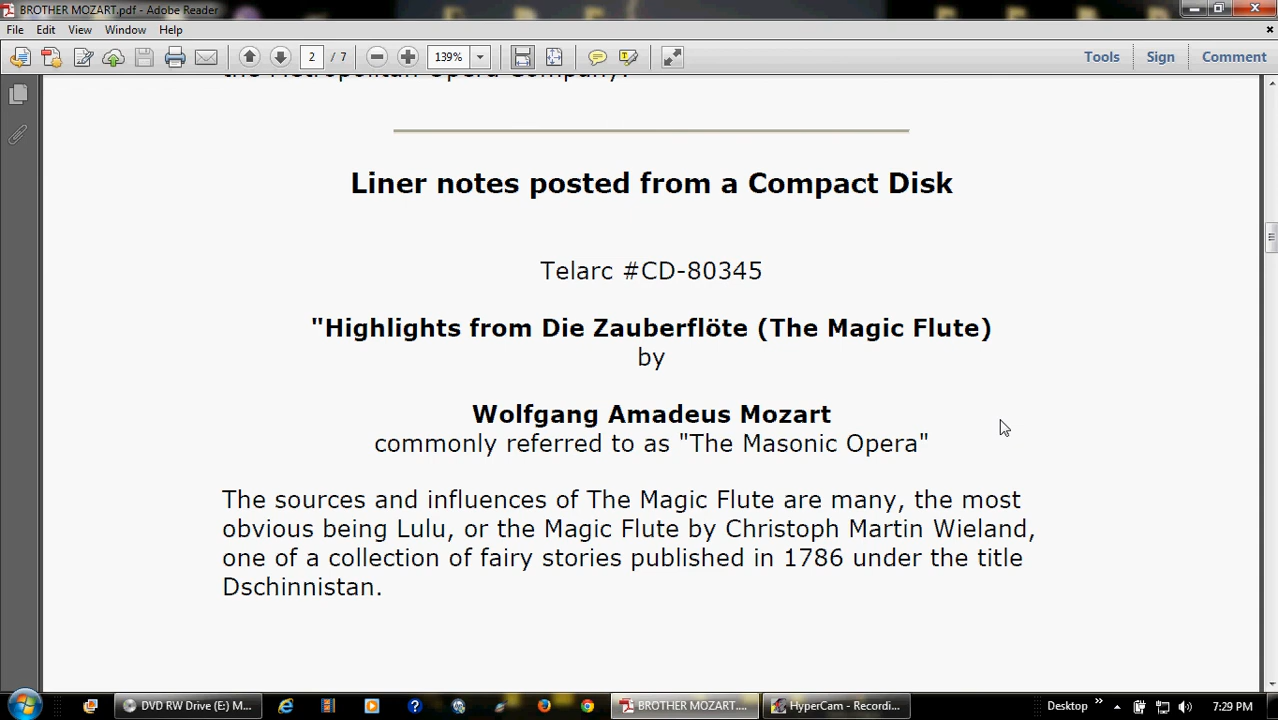 BROTHER MOZART.pdf - Adobe Reader
File Edit View Window Help
2 / 7 139% Tools Sign Comment
the Metropolitan Opera Company.
Liner notes posted from a Compact Disk
Telarc #CD-80345
"Highlights from Die Zauberflöte (The Magic Flute)
by
Wolfgang Amadeus Mozart
commonly referred to as "The Masonic Opera"
The sources and influences of The Magic Flute are many, the most
obvious being Lulu, or the Magic Flute by Christoph Martin Wieland,
one of a collection of fairy stories published in 1786 under the title
Dschinnistan.
DVD RW Drive (E:) M... BROTHER MOZART.... HyperCam - Recordi... Desktop 7:29 PM